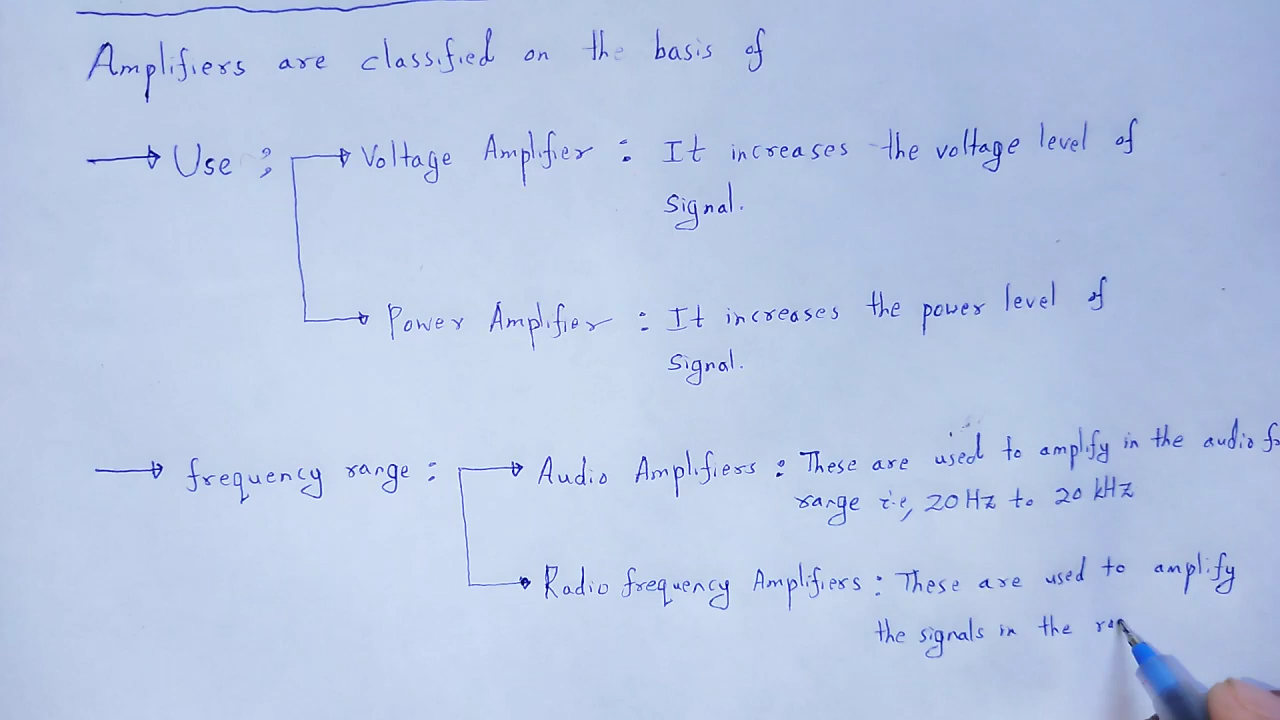 Amplifiers are classified on the basis of
Use : Voltage Amplifier : It increases the voltage level of
signal.
Power Amplifier : It increases the power level of
signal.
frequency range : Audio Amplifiers : These are used to amplify in the audio
range i.e, 20Hz to 20 kHz
Radio frequency Amplifiers : These are used to amplify
the signals in the